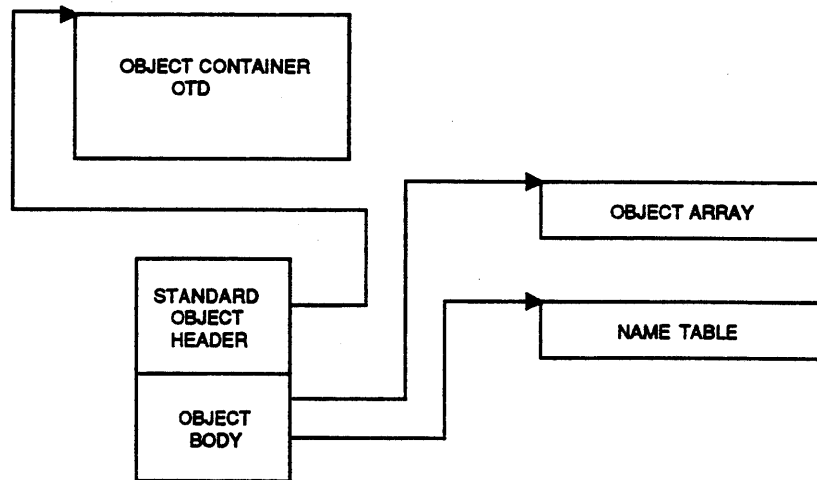 OBJECT CONTAINER
OTD
OBJECT ARRAY
STANDARD
OBJECT
HEADER
NAME TABLE
OBJECT
BODY